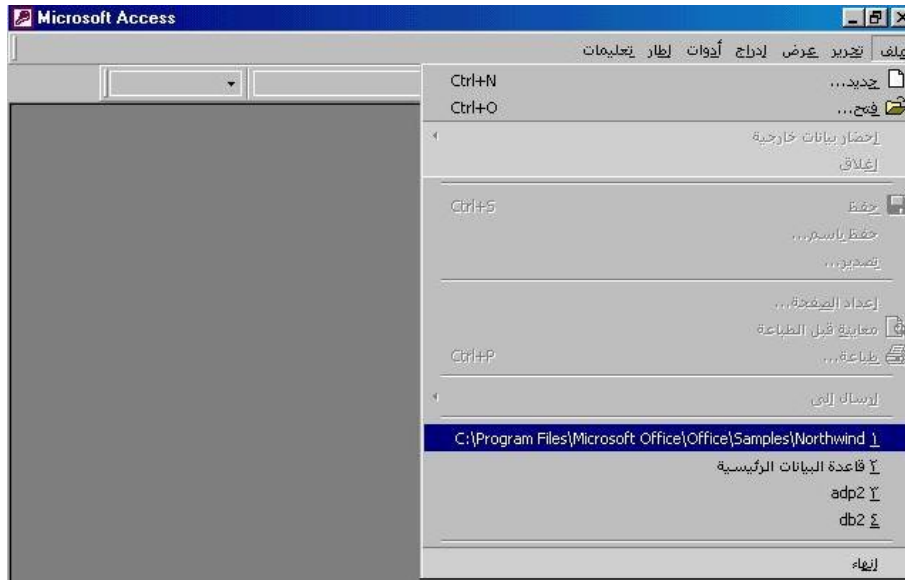 Microsoft Access
ملف تحرير عرض إدراج أدوات إطار تعليمات
جديد... Ctrl+N
فتح... Ctrl+O
إحضار بيانات خارجية
إغلاق
حفظ Ctrl+S
حفظ باسم...
تصدير...
إعداد الصفحة...
معاينة قبل الطباعة
طباعة... Ctrl+P
إرسال إلى
١ C:\Program Files\Microsoft Office\Office\Samples\Northwind
٢ قاعدة البيانات الرئيسية
٣ adp2
٤ db2
إنهاء